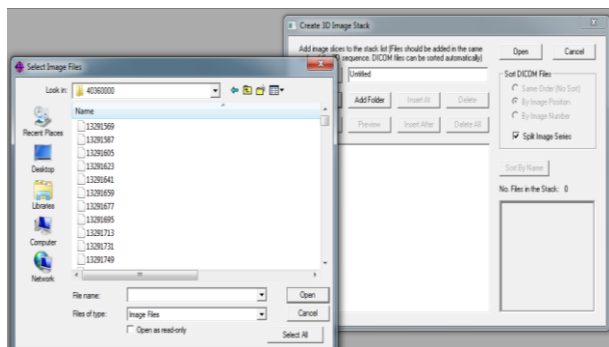 Create 3D Image Stack
Add image slices to the stack list (Files should be added in the same
sequence. DICOM files can be sorted automatically)
Open
Cancel
Untitled
Sort DICOM Files
Same Order (No Sort)
By Image Position
By Image Number
Split Image Series
Add Folder
Insert All
Delete
Preview
Insert After
Delete All
Sort By Name
No. Files in the Stack: 0
Select Image Files
Look in:
40360000
Name
Recent Places
Desktop
Libraries
Computer
Network
13291569
13291587
13291605
13291623
13291641
13291659
13291677
13291695
13291713
13291731
13291749
File name:
Open
Files of type:
Image Files
Cancel
Open as read-only
Select All